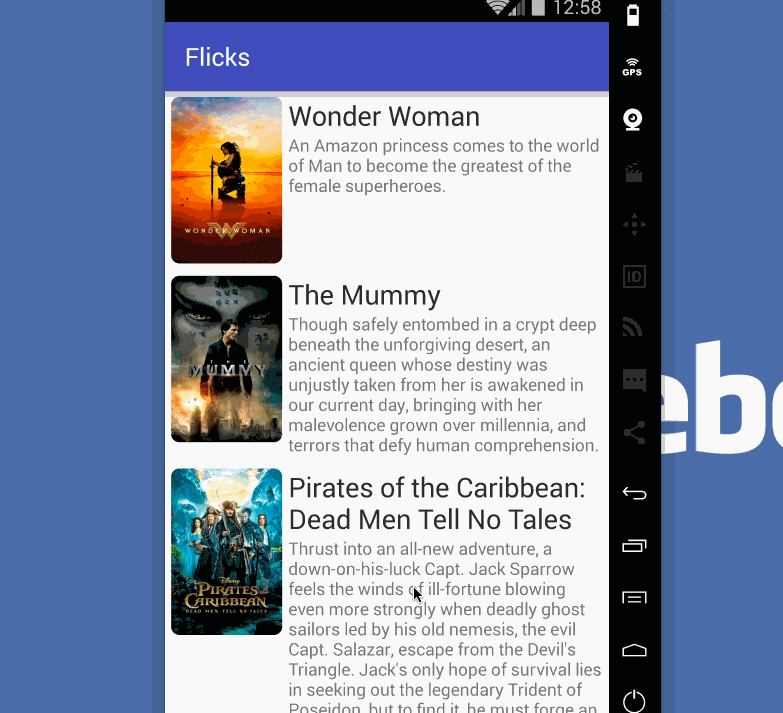 12:58
Flicks
GPS
Wonder Woman
An Amazon princess comes to the world
of Man to become the greatest of the
female superheroes.
WONDER WOMAN
The Mummy
Though safely entombed in a crypt deep
beneath the unforgiving desert, an
ancient queen whose destiny was
unjustly taken from her is awakened in
our current day, bringing with her
malevolence grown over millennia, and
terrors that defy human comprehension.
THE
MUMMY
ID
ebo
Pirates of the Caribbean:
Dead Men Tell No Tales
Thrust into an all-new adventure, a
down-on-his-luck Capt. Jack Sparrow
feels the winds of ill-fortune blowing
even more strongly when deadly ghost
sailors led by his old nemesis, the evil
Capt. Salazar, escape from the Devil's
Triangle. Jack's only hope of survival lies
in seeking out the legendary Trident of
Poseidon, but to find it, he must forge an
Disney
PIRATES of the
CARIBBEAN
DEAD MEN TELL NO TALES